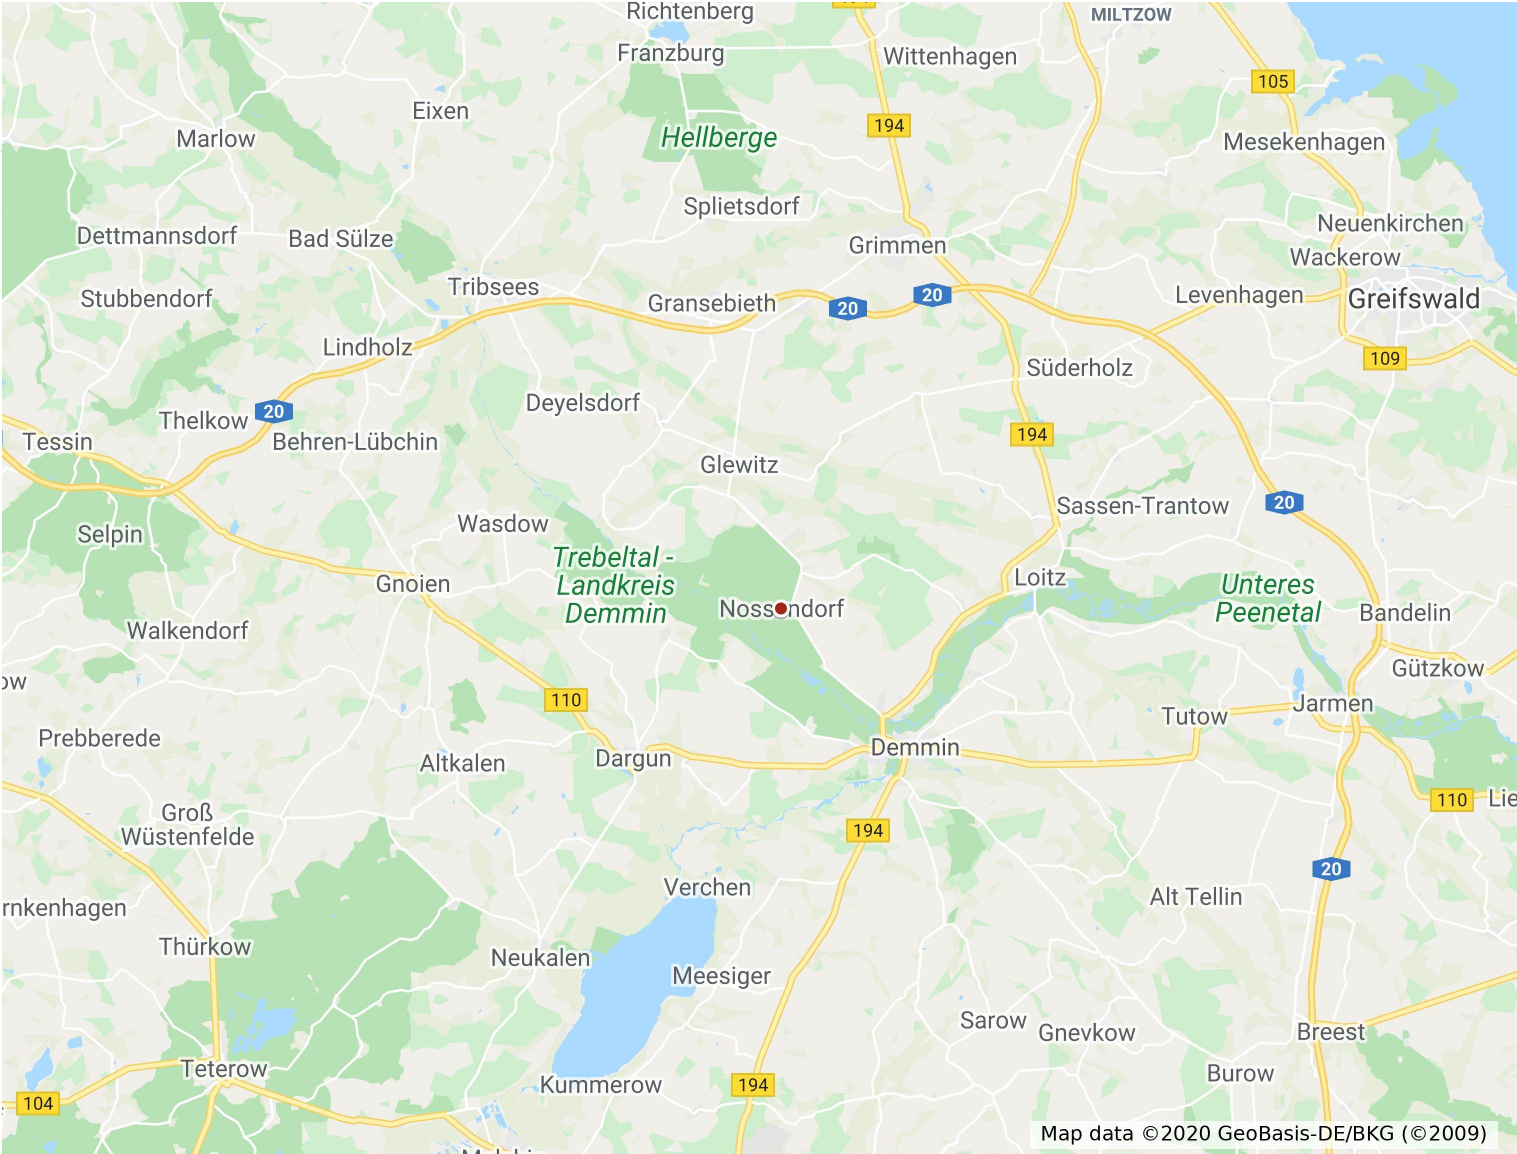 Richtenberg
MILTZOW
Franzburg
Wittenhagen
105
Eixen
194
Marlow
Hellberge
Mesekenhagen
Splietsdorf
Neuenkirchen
Dettmannsdorf
Bad Sülze
Grimmen
Wackerow
Tribsees
Stubbendorf
Gransebieth
20
20
Levenhagen
Greifswald
Lindholz
109
Süderholz
Deyelsdorf
20
Thelkow
Tessin
Behren-Lübchin
194
Glewitz
Sassen-Trantow
20
Selpin
Wasdow
Trebeltal -
Landkreis
Demmin
Gnoien
Loitz
Unteres
Peenetal
Bandelin
Walkendorf
Gützkow
110
Jarmen
Tutow
Prebberede
Altkalen
Dargun
Demmin
110
Groß
Wüstenfelde
194
20
Verchen
Alt Tellin
rnkenhagen
Thürkow
Neukalen
Meesiger
Sarow
Gnevkow
Breest
Teterow
Kummerow
194
Burow
104
Map data ©2020 GeoBasis-DE/BKG (©2009)